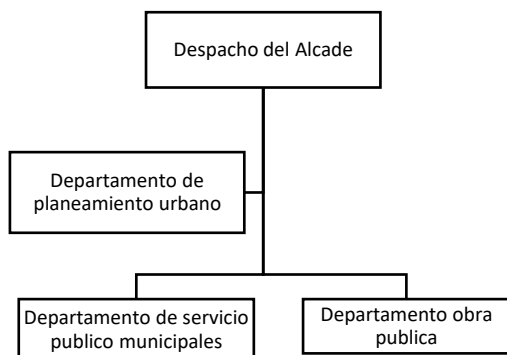 Despacho del Alcade
Departamento de
planeamiento urbano
Departamento de servicio
publico municipales
Departamento obra
publica